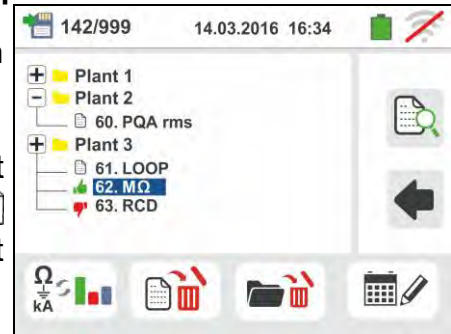 142/999 14.03.2016 16:34
Plant 1
Plant 2
60. PQA rms
Plant 3
61. LOOP
62. MΩ
63. RCD
Ω
kA